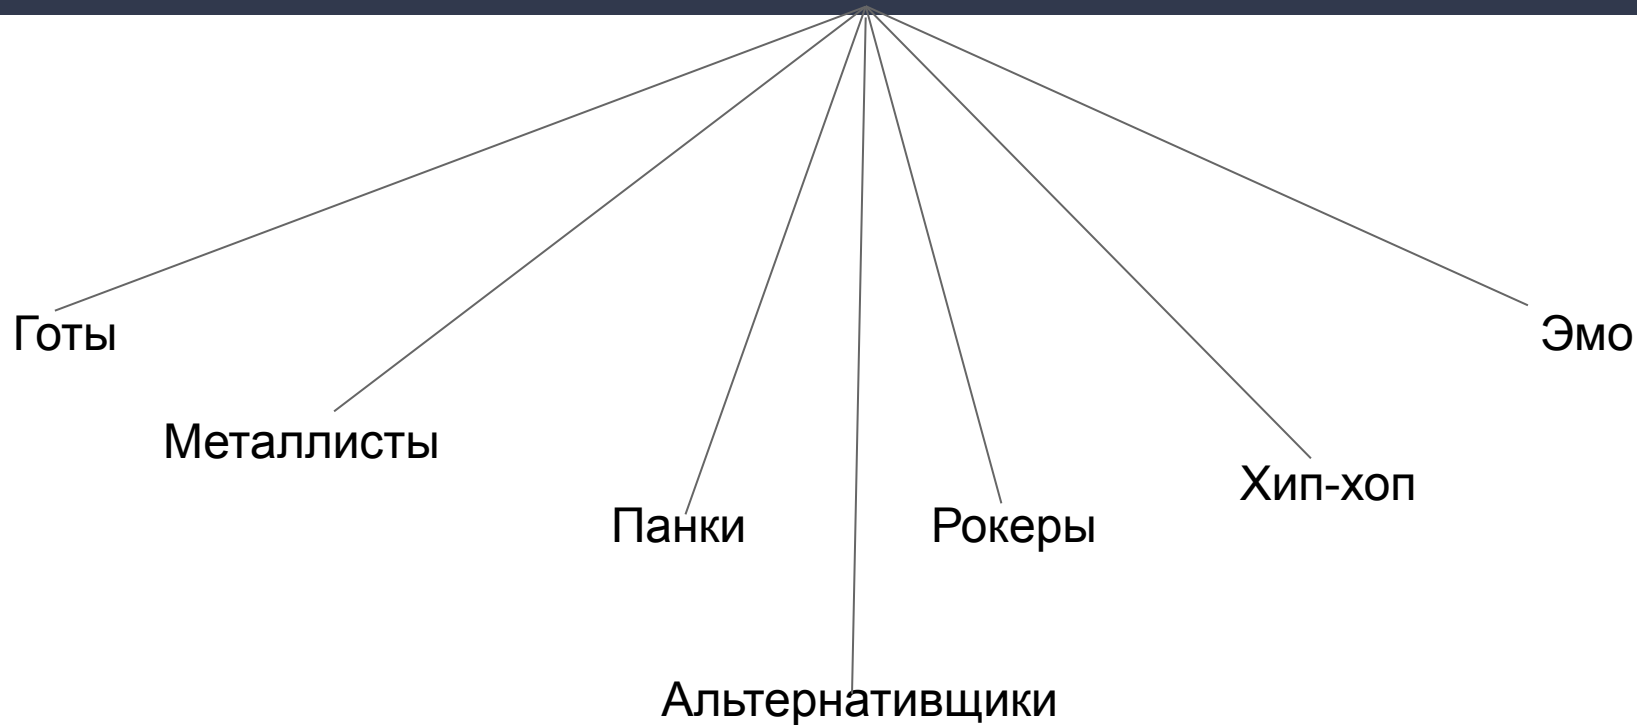 Готы
Эмо
Металлисты
Хип-хоп
Панки
Рокеры
Альтернативщики